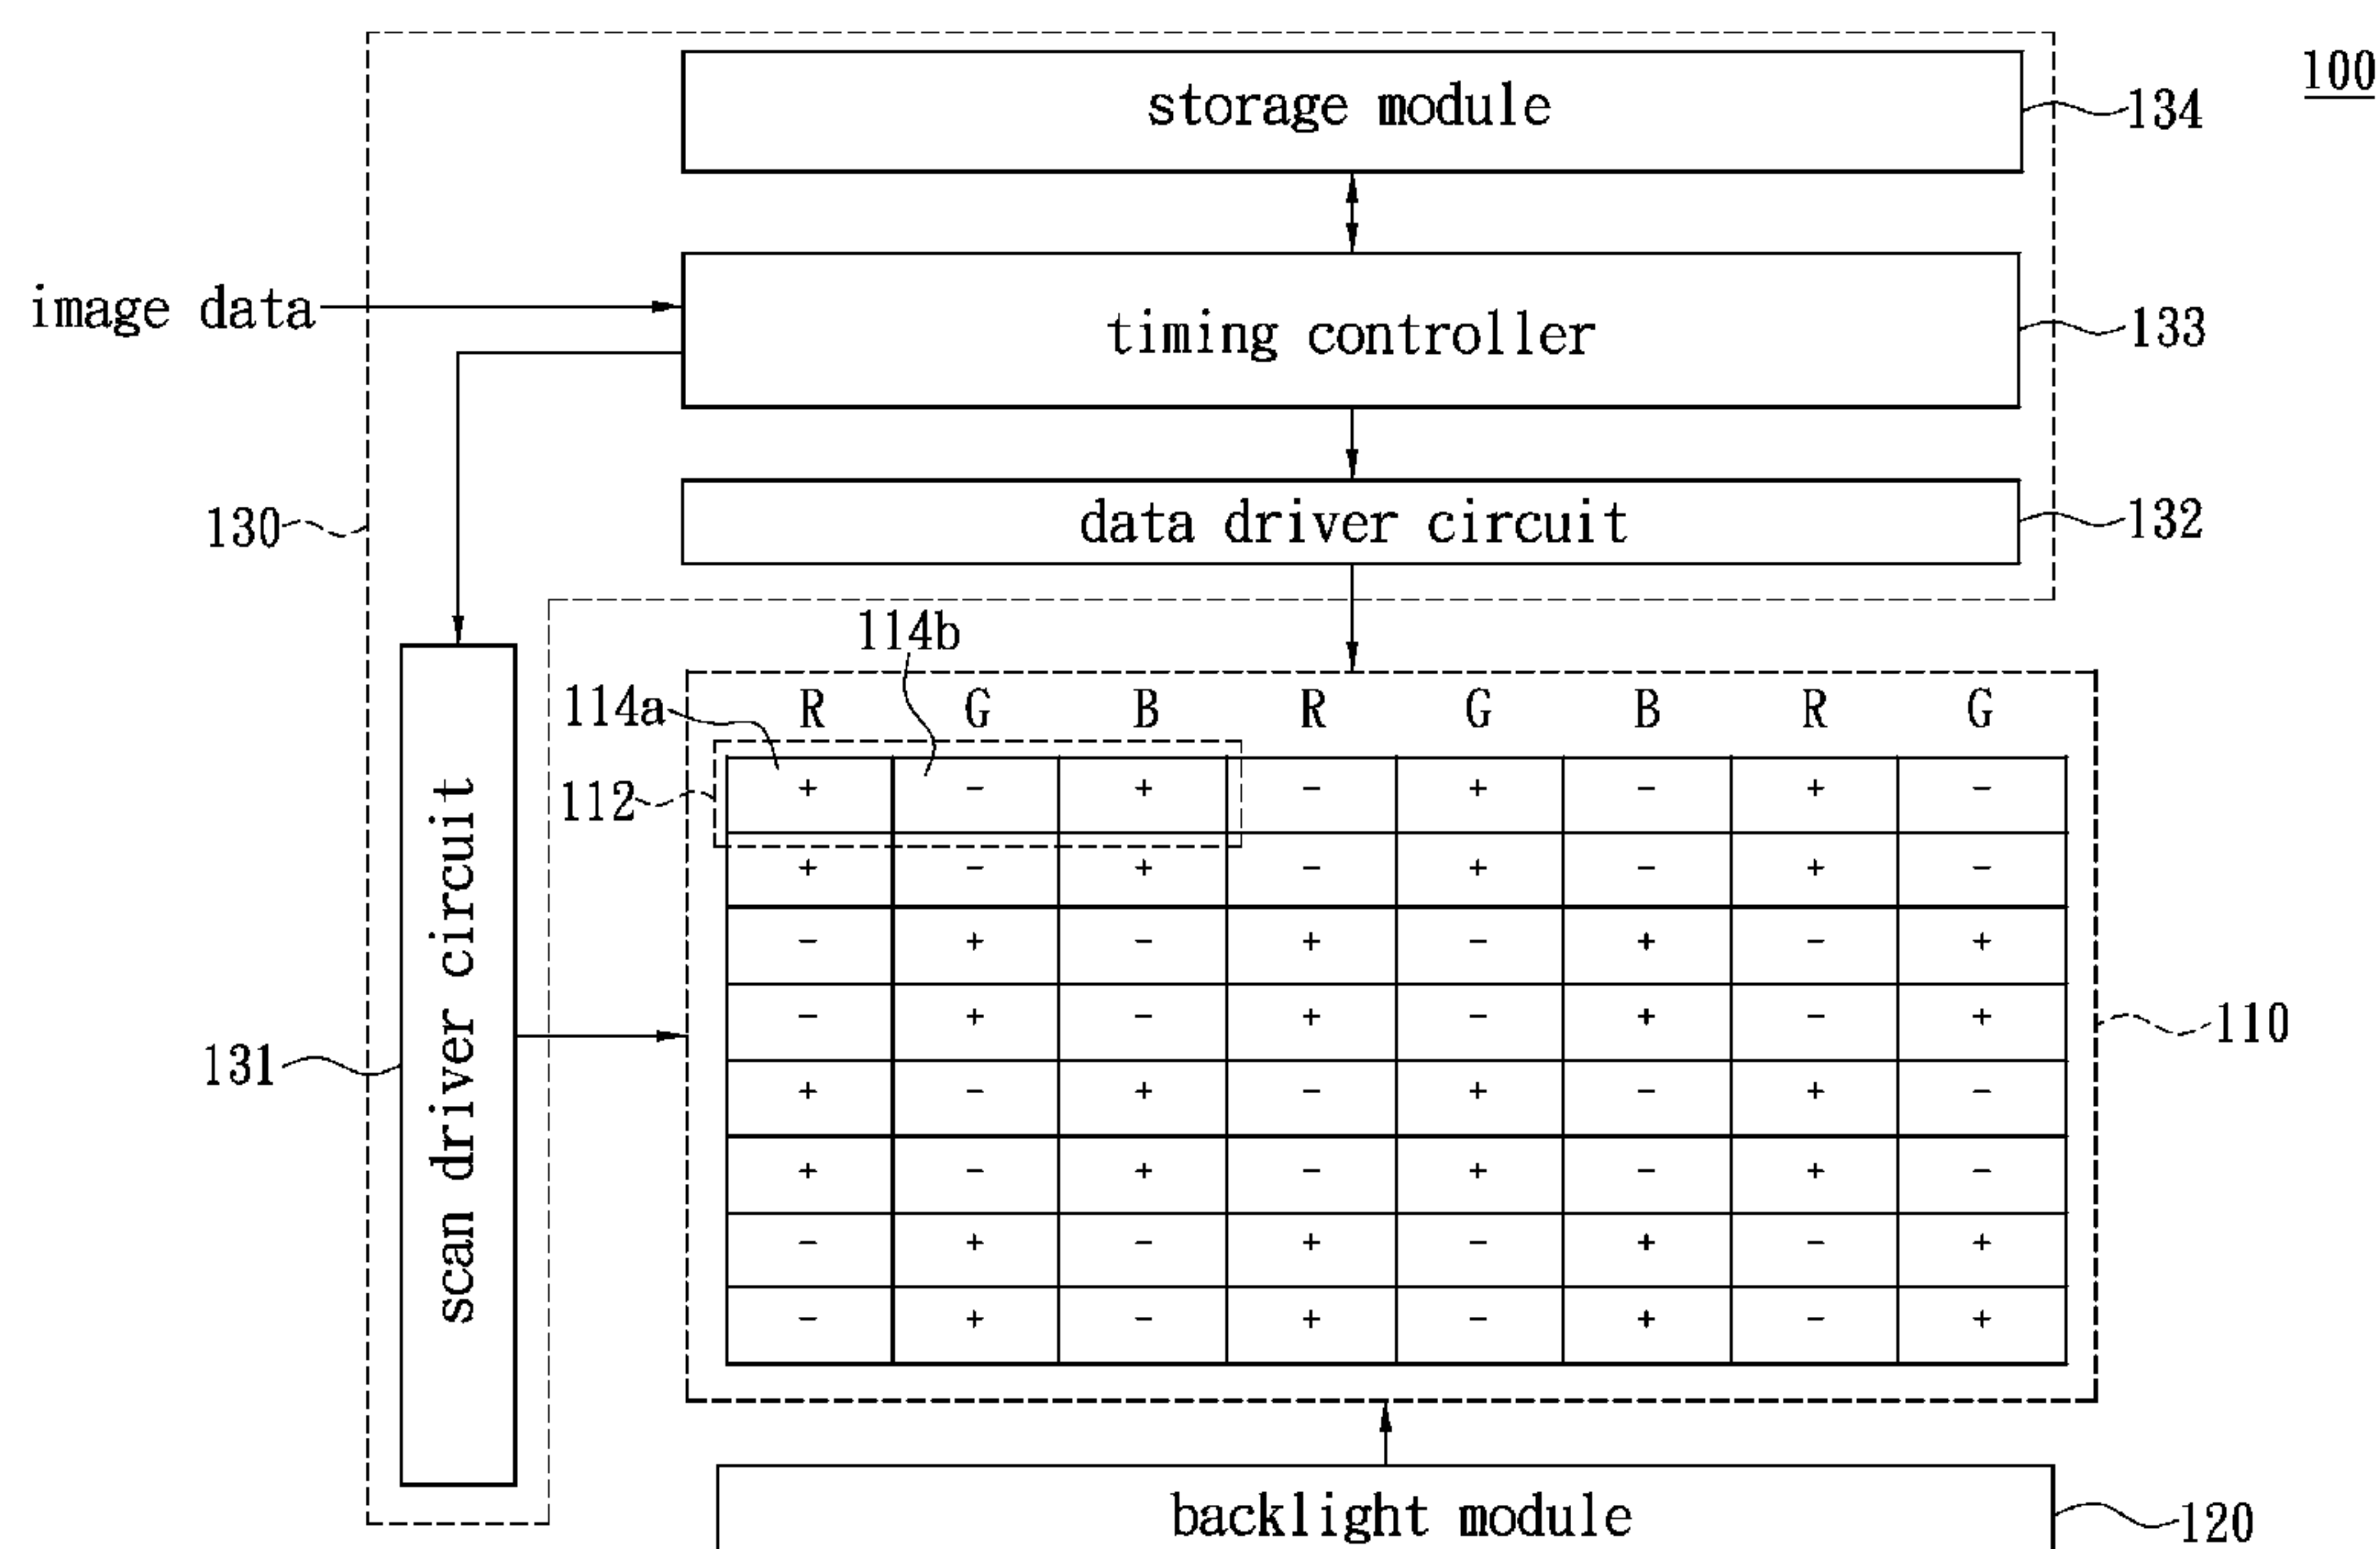 100
storage module
134
image data
timing controller
133
130
data driver circuit
132
114b
114a
R G B R G B R G
112
+ - + - + - + -
+ - + - + - + -
- + - + - + - +
- + - + - + - +
+ - + - + - + -
+ - + - + - + -
- + - + - + - +
- + - + - + - +
110
131
scan driver circuit
backlight module
120